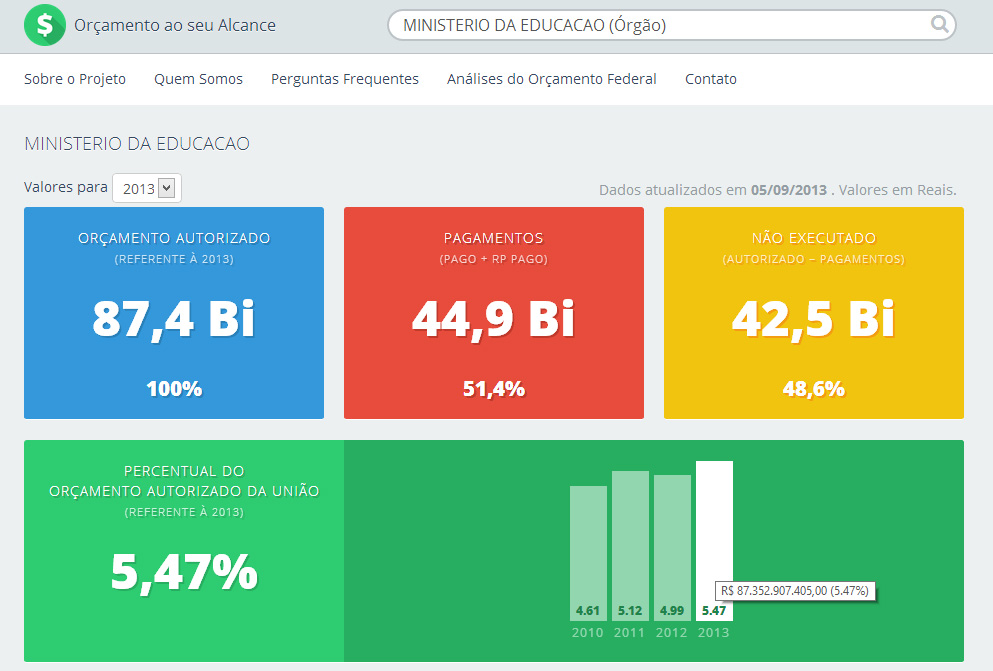 $ Orçamento ao seu Alcance
MINISTERIO DA EDUCACAO (Órgão)
Sobre o Projeto Quem Somos Perguntas Frequentes Análises do Orçamento Federal Contato
MINISTERIO DA EDUCACAO
Valores para 2013
Dados atualizados em 05/09/2013 . Valores em Reais.
ORÇAMENTO AUTORIZADO
(REFERENTE À 2013)
87,4 Bi
100%
PAGAMENTOS
(PAGO + RP PAGO)
44,9 Bi
51,4%
NÃO EXECUTADO
(AUTORIZADO – PAGAMENTOS)
42,5 Bi
48,6%
PERCENTUAL DO
ORÇAMENTO AUTORIZADO DA UNIÃO
(REFERENTE À 2013)
5,47%
R$ 87.352.907.405,00 (5.47%)
4.61 5.12 4.99 5.47
2010 2011 2012 2013